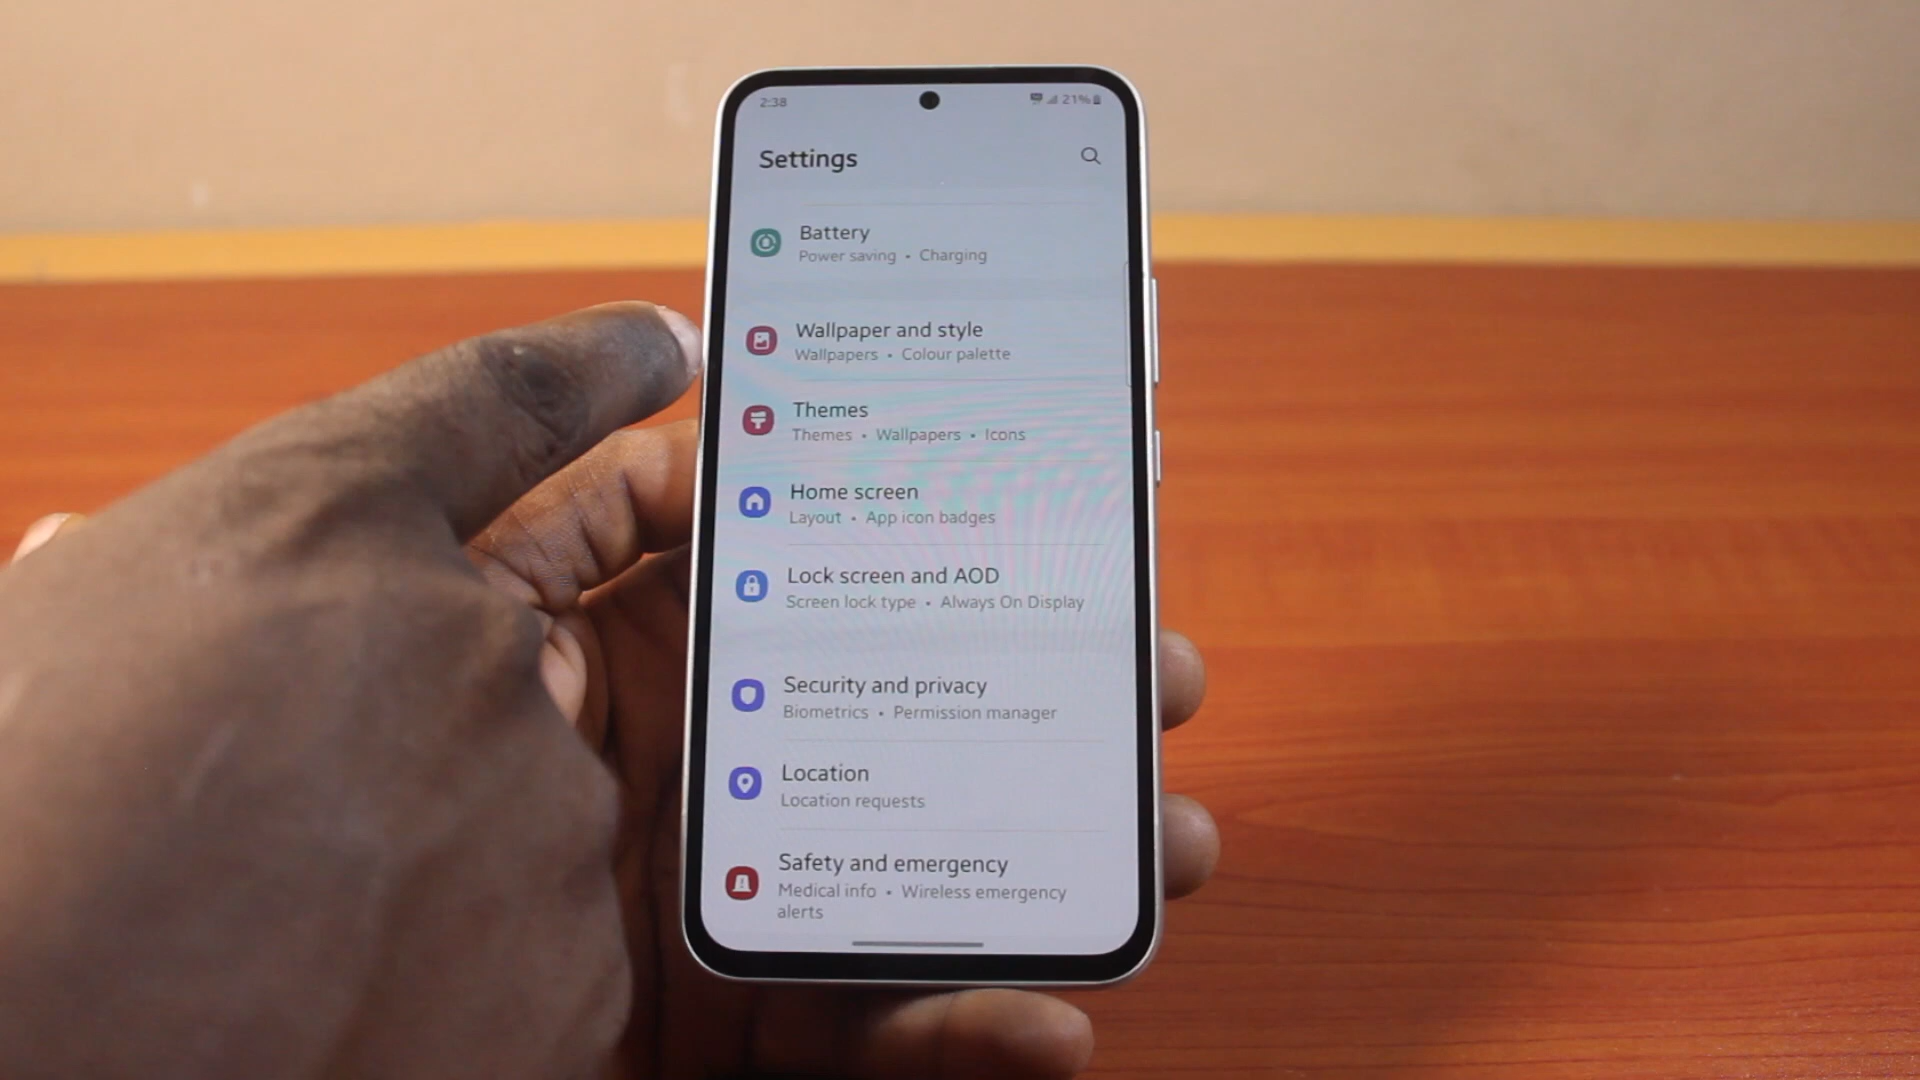 2:38
21%
Settings
Battery
Power saving • Charging
Wallpaper and style
Wallpapers • Colour palette
Themes
Themes • Wallpapers • Icons
Home screen
Layout • App icon badges
Lock screen and AOD
Screen lock type • Always On Display
Security and privacy
Biometrics • Permission manager
Location
Location requests
Safety and emergency
Medical info • Wireless emergency
alerts